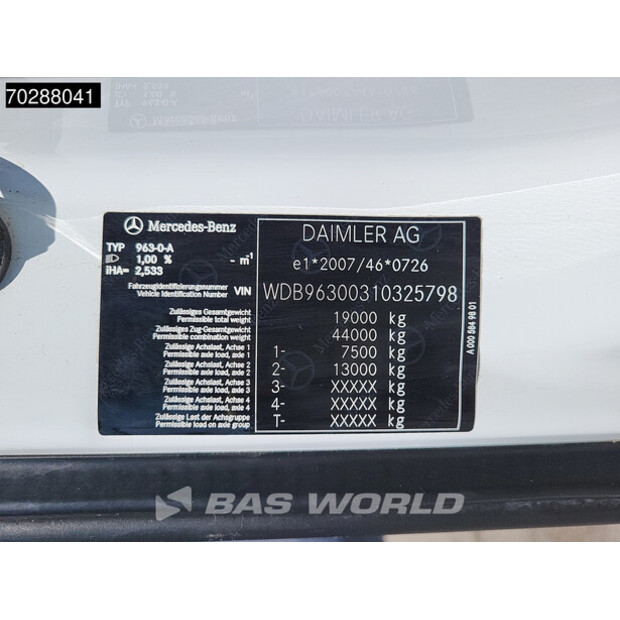 70288041
Mercedes-Benz
TYP 963-0-A
1,00 % - m⁻¹
iHA= 2,533
Fahrzeugidentifizierungsnummer
Vehicle Identification Number VIN
Zulässiges Gesamtgewicht
Permissible total weight
Zulässiges Zug-Gesamtgewicht
Permissible combination weight
Zulässige Achslast, Achse 1
Permissible axle load, axle 1
Zulässige Achslast, Achse 2
Permissible axle load, axle 2
Zulässige Achslast, Achse 3
Permissible axle load, axle 3
Zulässige Achslast, Achse 4
Permissible axle load, axle 4
Zulässige Last der Achsgruppe
Permissible load on axle group
DAIMLER AG
e1*2007/46*0726
WDB96300310325798
19000 kg
44000 kg
1- 7500 kg
2- 13000 kg
3- XXXXX kg
4- XXXXX kg
T- XXXXX kg
A 000 584 98 01
BAS WORLD